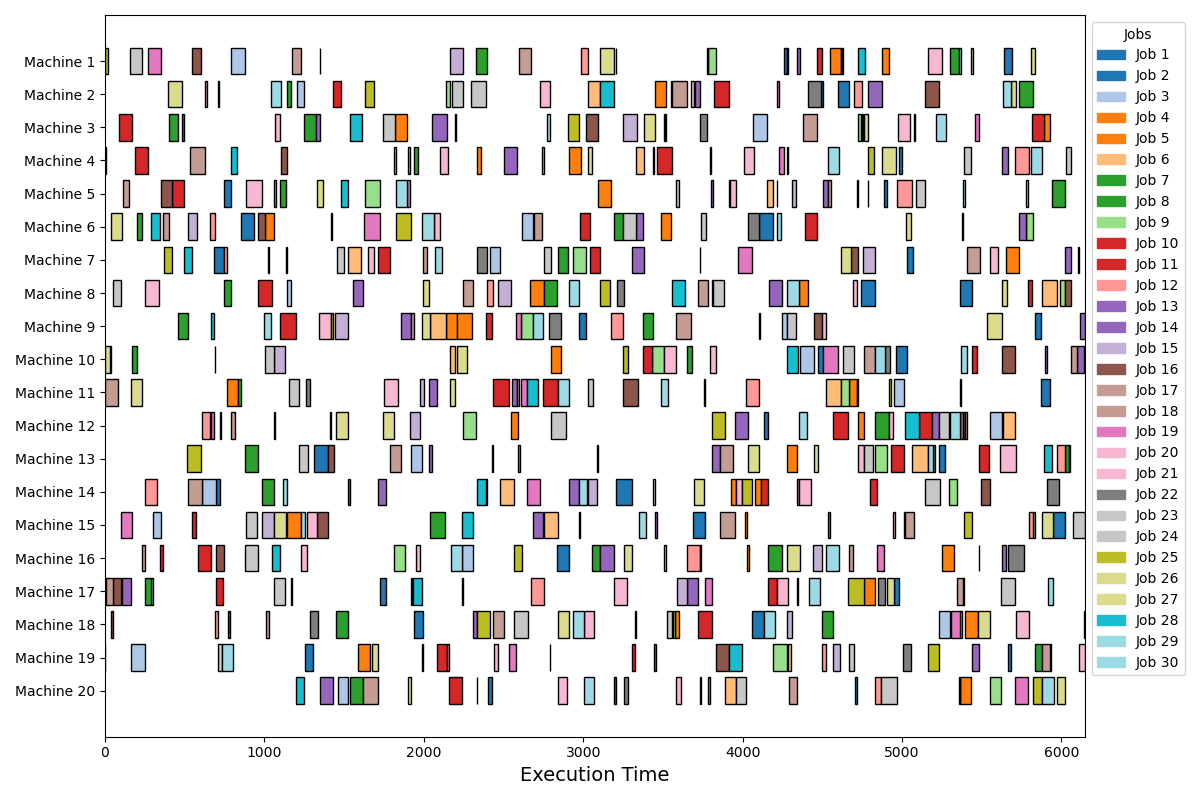 Jobs
Machine 1
Machine 2
Machine 3
Machine 4
Machine 5
Machine 6
Machine 7
Machine 8
Machine 9
Machine 10
Machine 11
Machine 12
Machine 13
Machine 14
Machine 15
Machine 16
Machine 17
Machine 18
Machine 19
Machine 20
Job 1
Job 2
Job 3
Job 4
Job 5
Job 6
Job 7
Job 8
Job 9
Job 10
Job 11
Job 12
Job 13
Job 14
Job 15
Job 16
Job 17
Job 18
Job 19
Job 20
Job 21
Job 22
Job 23
Job 24
Job 25
Job 26
Job 27
Job 28
Job 29
Job 30
0 1000 2000 3000 4000 5000 6000
Execution Time